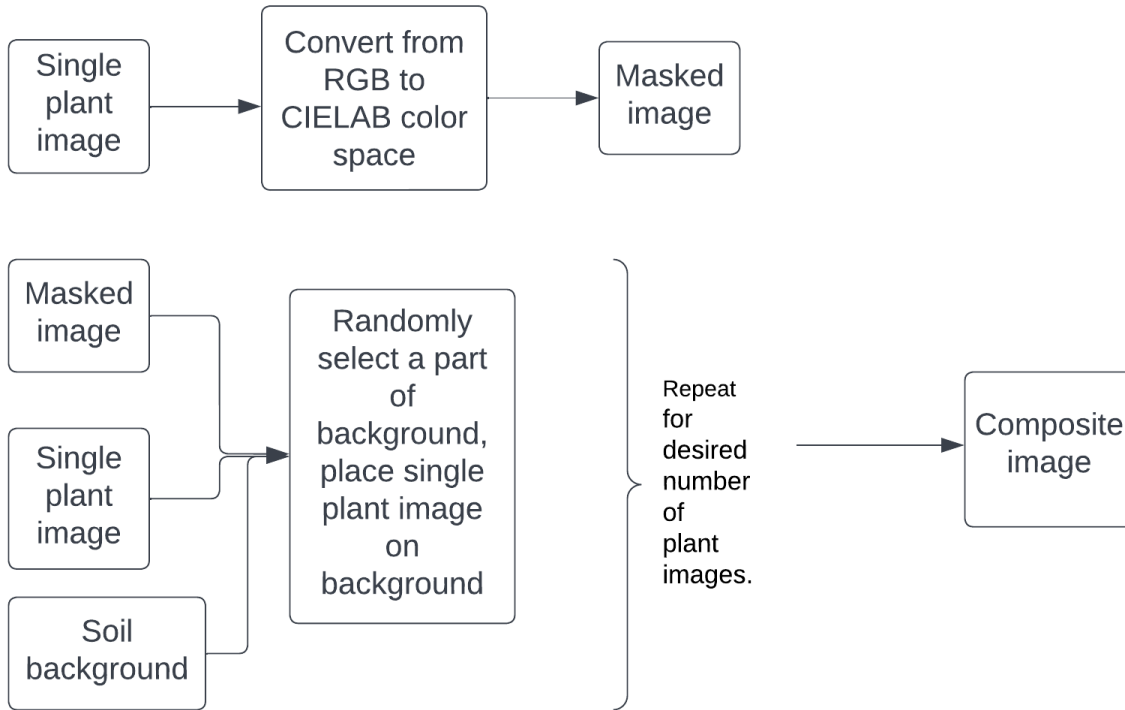 Single
plant
image
Convert from
RGB to
CIELAB color
space
Masked
image
Masked
image
Single
plant
image
Soil
background
Randomly
select a part
of
background,
place single
plant image
on
background
Repeat
for
desired
number
of
plant
images.
Composite
image